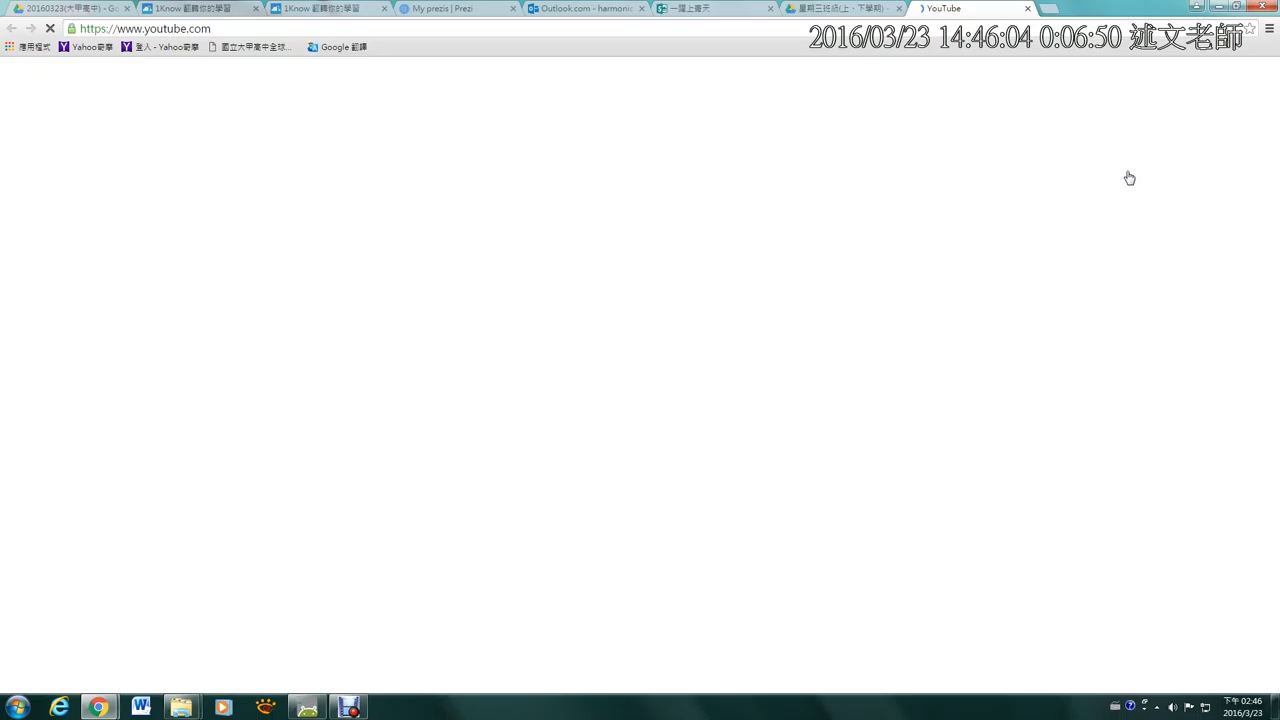 20160323(大甲高中) - Go
1Know 翻轉你的學習
1Know 翻轉你的學習
My prezis | Prezi
Outlook.com - harmonic
一躍上青天
星期三班級(上、下學期) -
YouTube
https://www.youtube.com
2016/03/23 14:46:04 0:06:50 述文老師
應用程式
Yahoo奇摩
登入 - Yahoo奇摩
國立大甲高中全球...
Google 翻譯
下午 02:46
2016/3/23